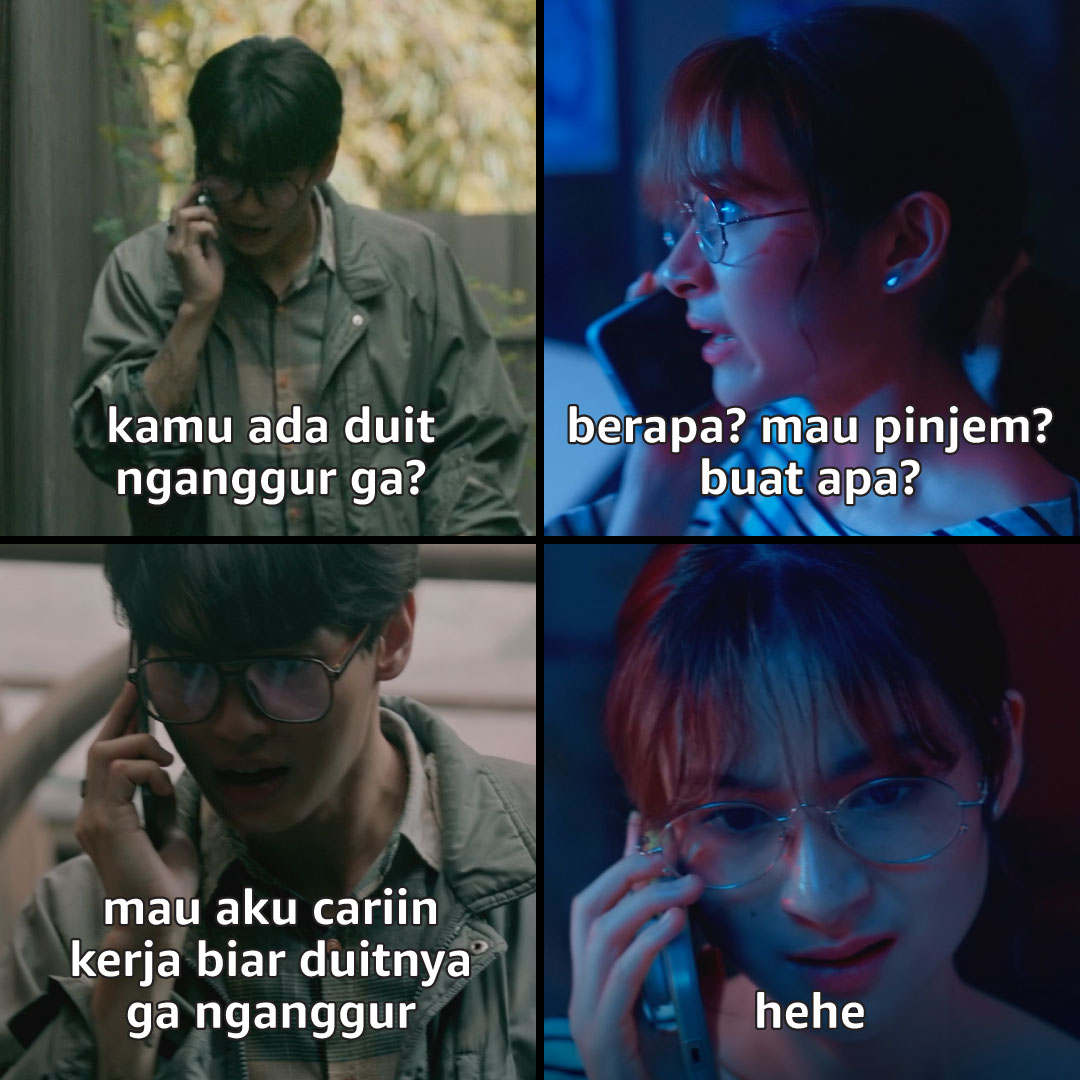 kamu ada duit
nganggur ga?
berapa? mau pinjem?
buat apa?
mau aku cariin
kerja biar duitnya
ga nganggur
hehe